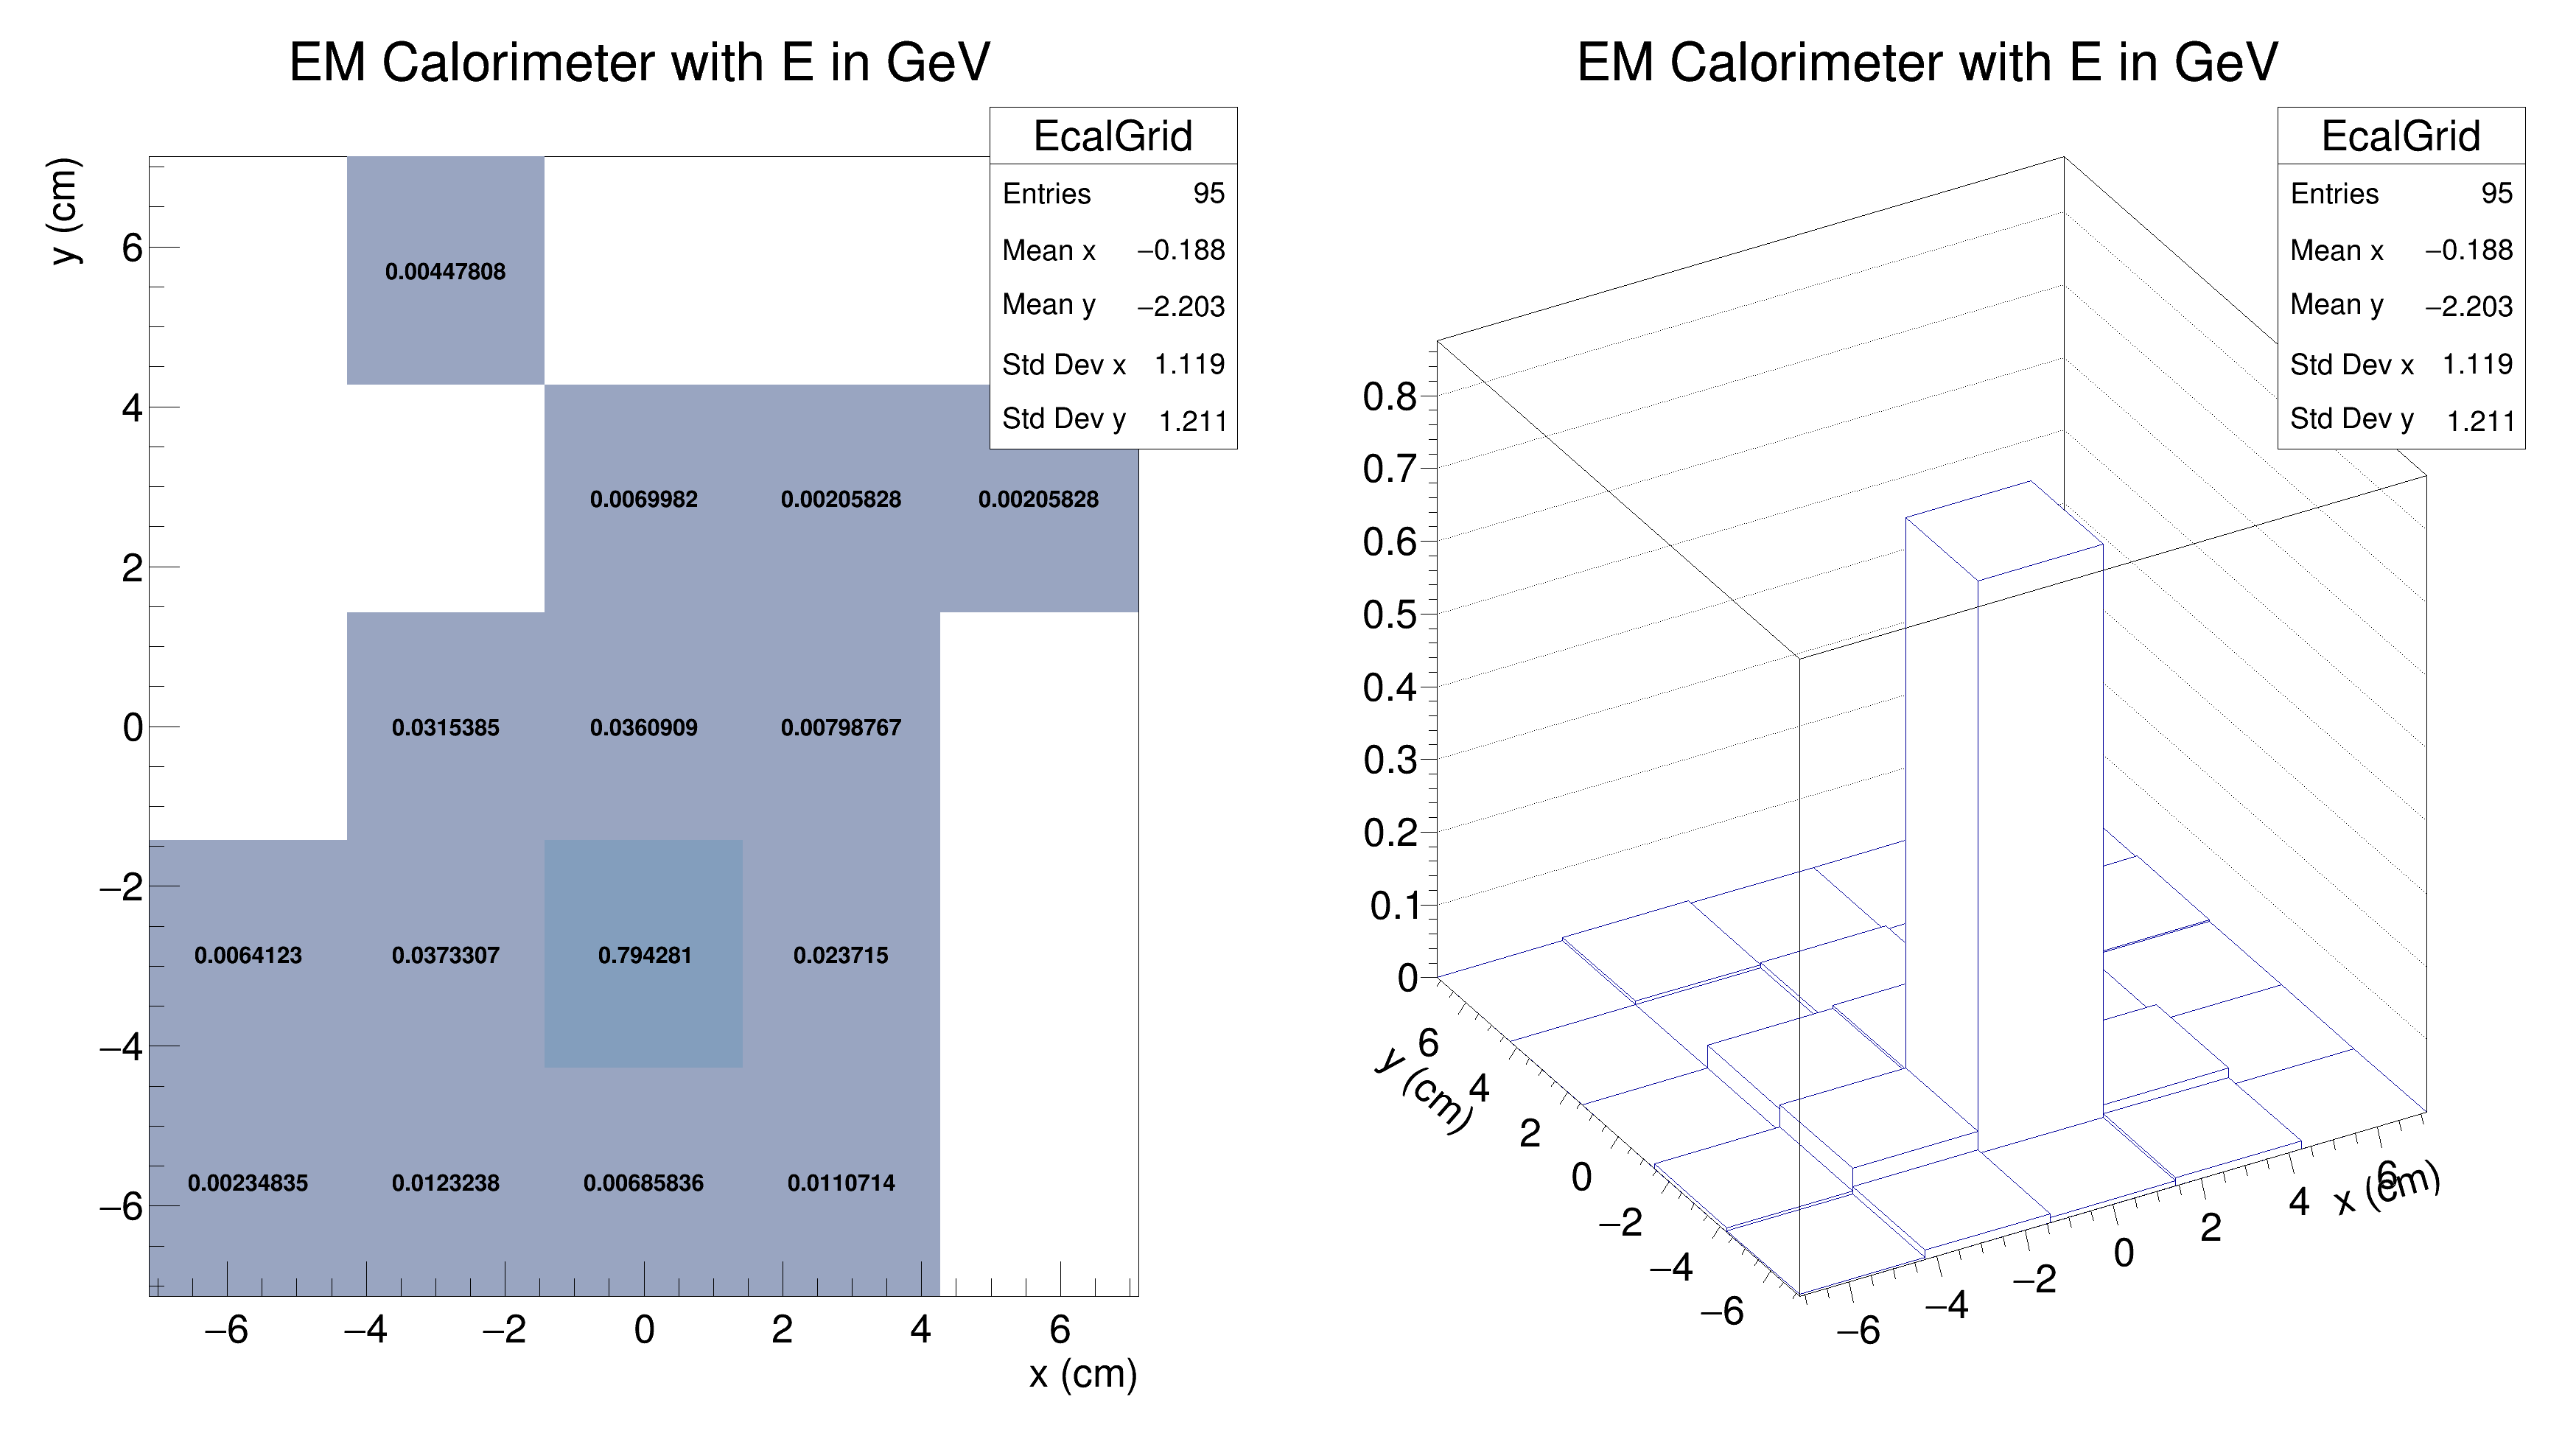 EM Calorimeter with E in GeV
EcalGrid
Entries 95
Mean x −0.188
Mean y −2.203
Std Dev x 1.119
Std Dev y 1.211
y (cm)
6
4
2
0
−2
−4
−6
0.00447808
0.0069982 0.00205828 0.00205828
0.0315385 0.0360909 0.00798767
0.0064123 0.0373307 0.794281 0.023715
0.00234835 0.0123238 0.00685836 0.0110714
−6 −4 −2 0 2 4 6
x (cm)
EM Calorimeter with E in GeV
EcalGrid
Entries 95
Mean x −0.188
Mean y −2.203
Std Dev x 1.119
Std Dev y 1.211
0.8
0.7
0.6
0.5
0.4
0.3
0.2
0.1
0
y (cm)
6
4
2
0
−2
−4
−6
−6 −4 −2 0 2 4 6
x (cm)